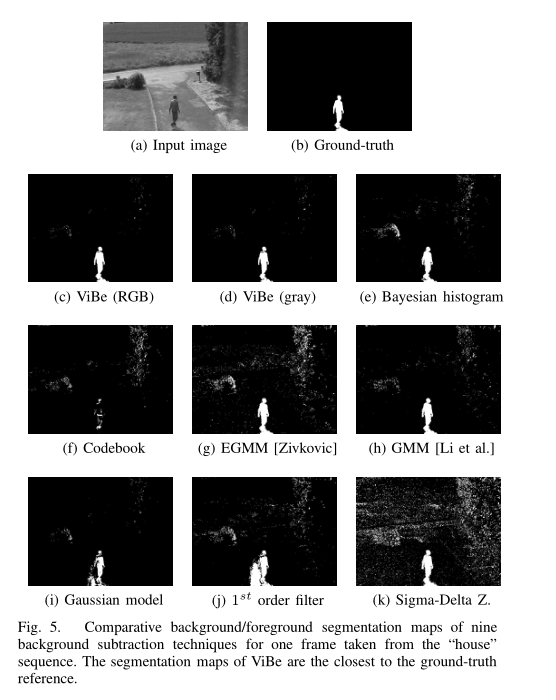 (a) Input image
(b) Ground-truth
(c) ViBe (RGB)
(d) ViBe (gray)
(e) Bayesian histogram
(f) Codebook
(g) EGMM [Zivkovic]
(h) GMM [Li et al.]
(i) Gaussian model
(j) 1st order filter
(k) Sigma-Delta Z.
Fig. 5. Comparative background/foreground segmentation maps of nine
background subtraction techniques for one frame taken from the “house”
sequence. The segmentation maps of ViBe are the closest to the ground-truth
reference.